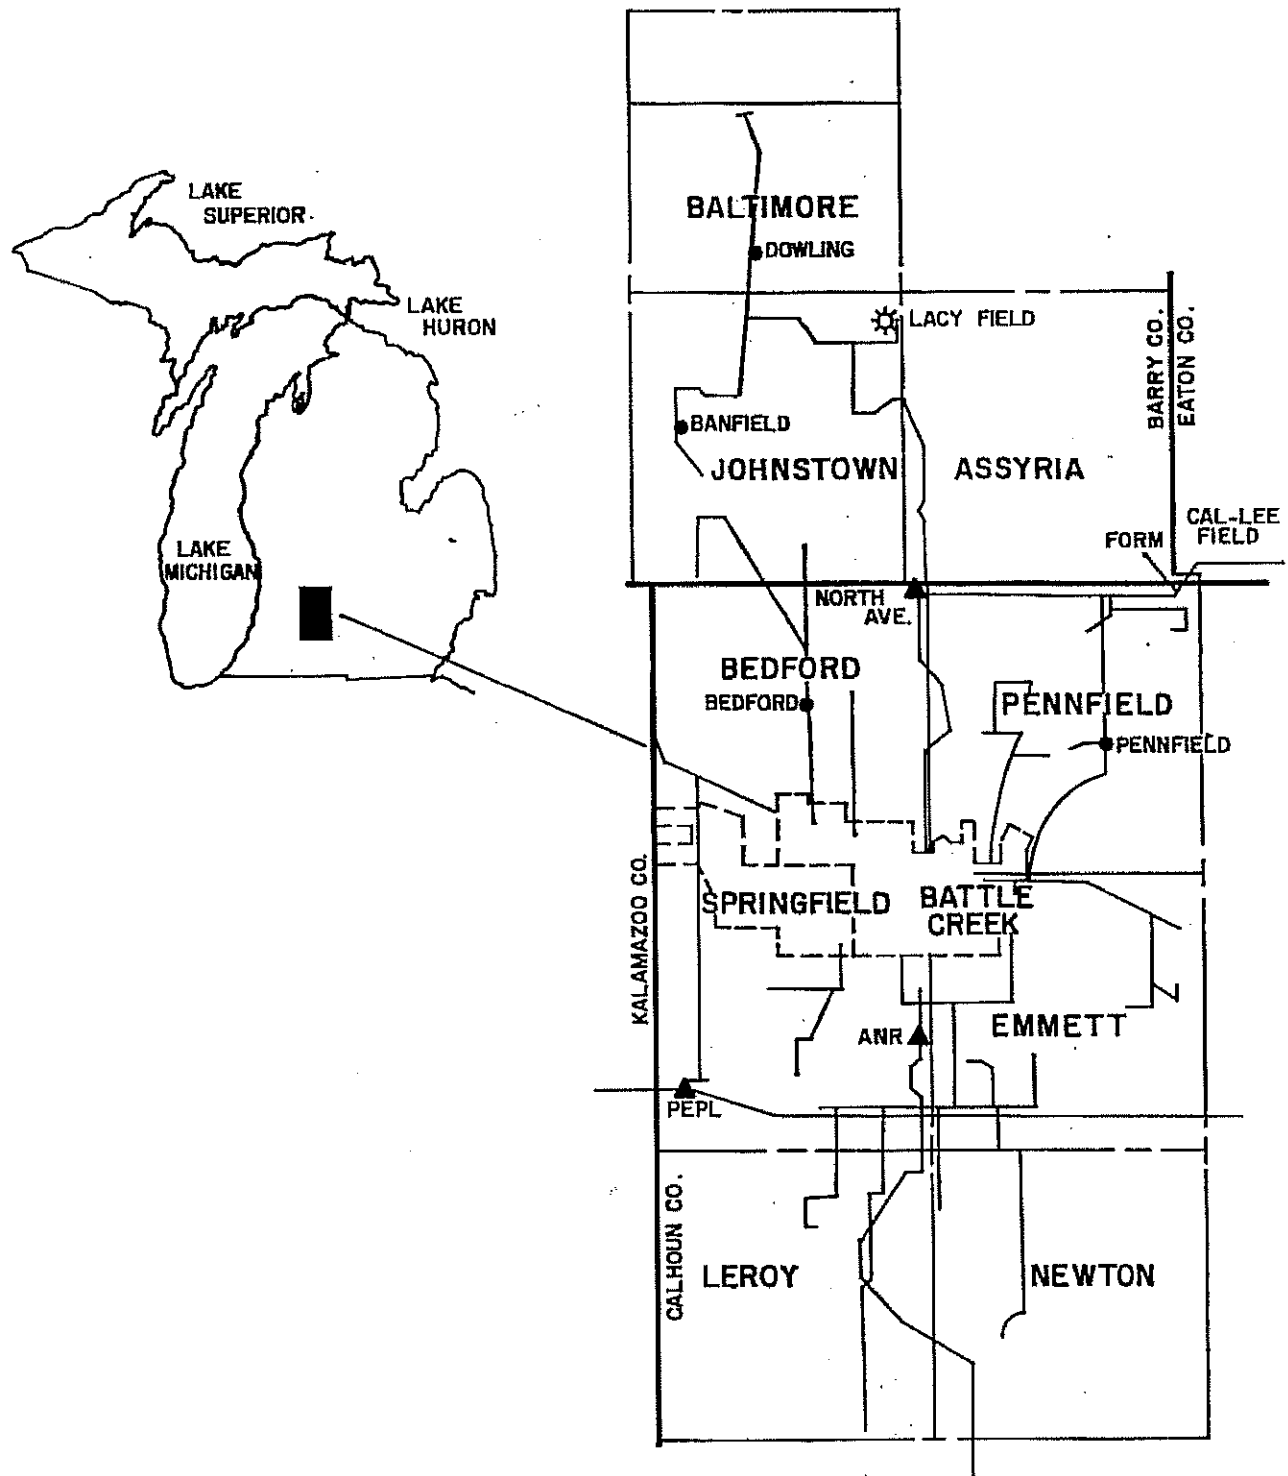 LAKE
SUPERIOR
LAKE
HURON
LAKE
MICHIGAN
BALTIMORE
DOWLING
LACY FIELD
BARRY CO.
EATON CO.
BANFIELD
JOHNSTOWN
ASSYRIA
CAL-LEE
FIELD
FORM
NORTH
AVE.
BEDFORD
BEDFORD
PENNFIELD
PENNFIELD
KALAMAZOO CO.
SPRINGFIELD
BATTLE
CREEK
ANR
EMMETT
PEPL
CALHOUN CO.
LEROY
NEWTON